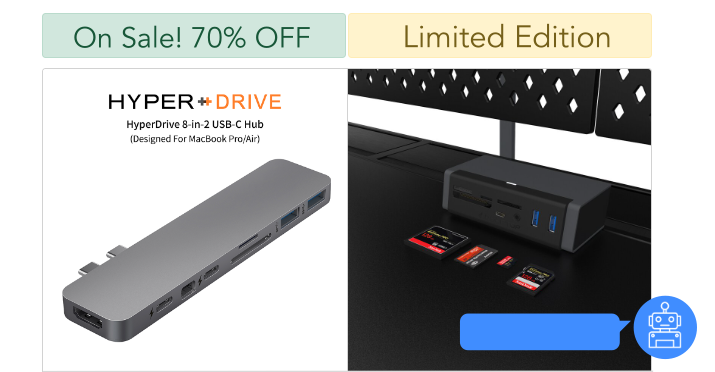 On Sale! 70% OFF
Limited Edition
HYPER DRIVE
HyperDrive 8-in-2 USB-C Hub
(Designed For MacBook Pro/Air)